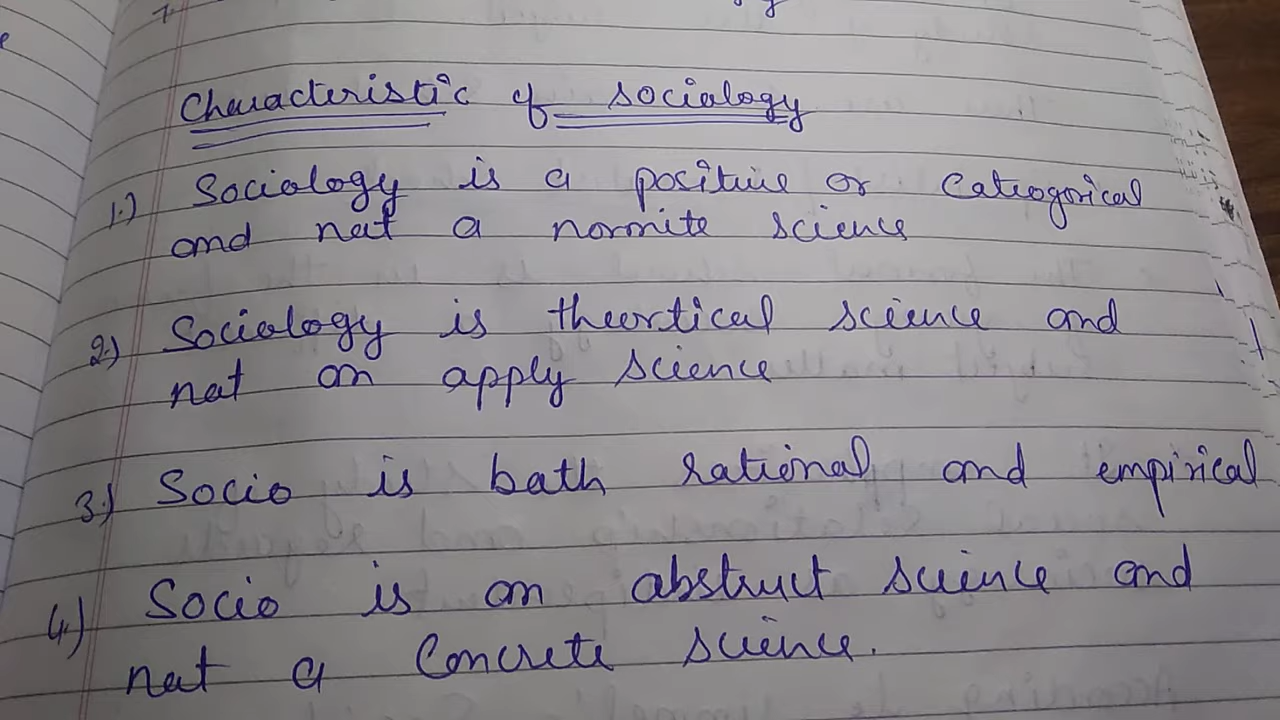 Characteristic of sociology
1.) Sociology is a positive or Cateogorical
and not a normite science
2.) Sociology is theortical science and
not an apply science
3.) Socio is both rational and empirical
4.) Socio is an abstruct science and
not a Concrete science.